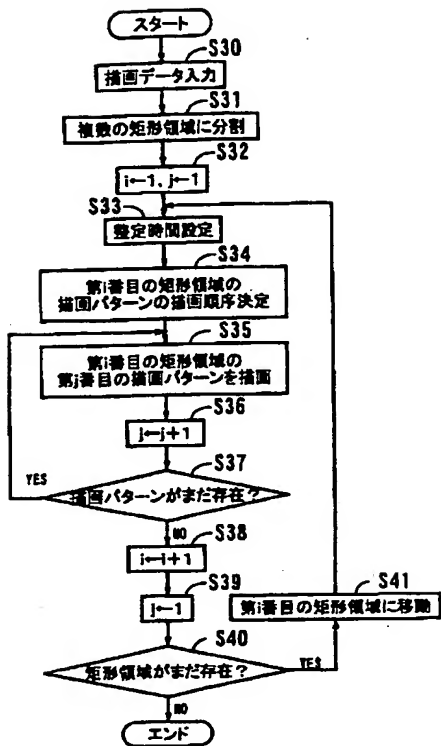 スタート
S30
描画データ入力
S31
複数の矩形領域に分割
S32
i←1, j←1
S33
整定時間設定
S34
第i番目の矩形領域の
描画パターンの描画順序決定
S35
第i番目の矩形領域の
第j番目の描画パターンを描画
S36
j←j+1
S37
YES
描画パターンがまだ存在?
NO
S38
i←i+1
S39
j←1
S41
第i番目の矩形領域に移動
S40
矩形領域がまだ存在?
YES
NO
エンド